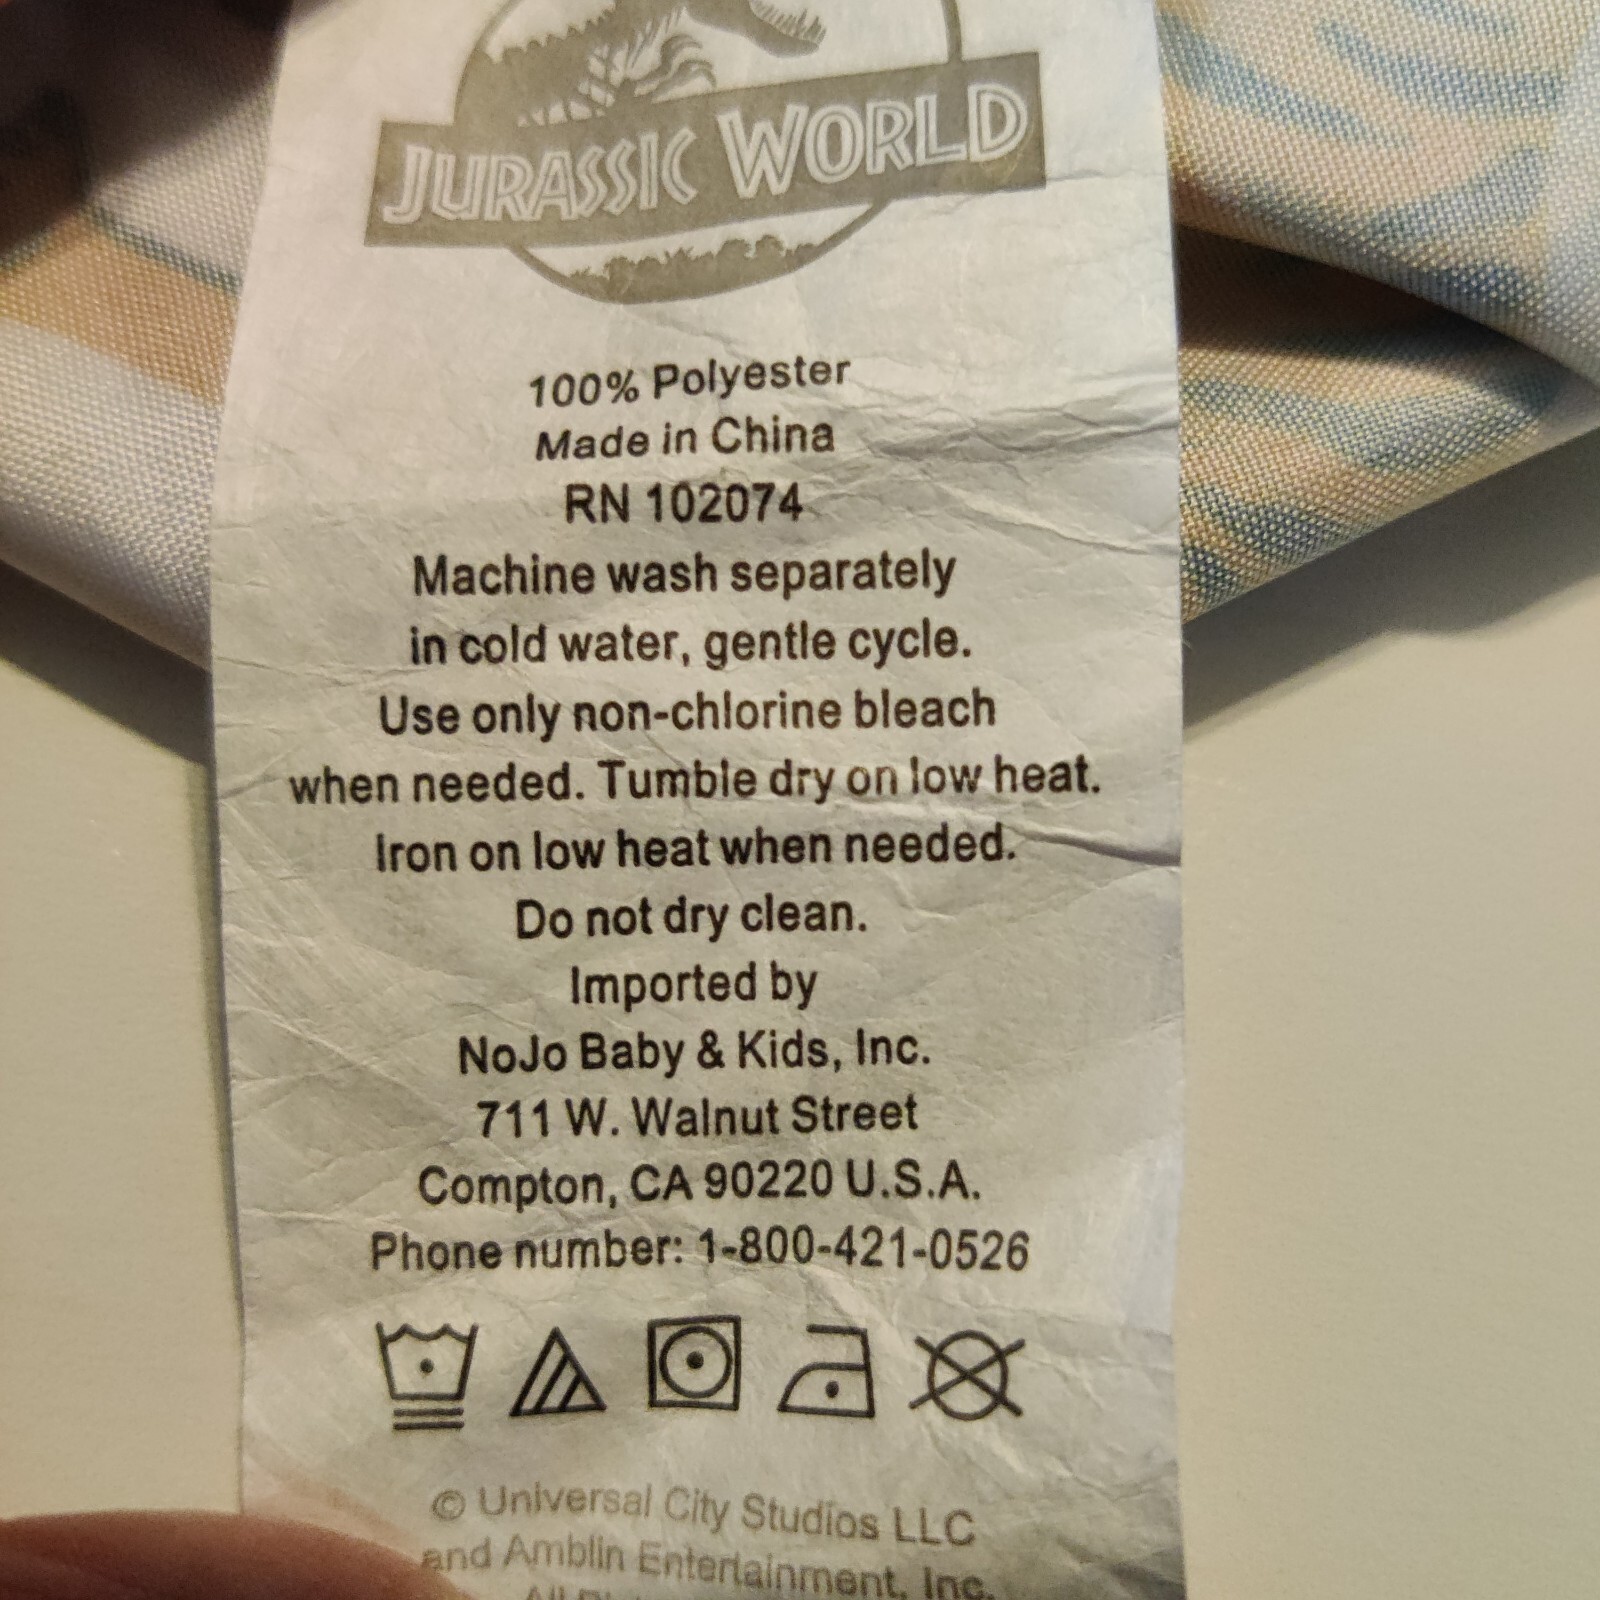 JURASSIC WORLD
100% Polyester
Made in China
RN 102074
Machine wash separately
in cold water, gentle cycle.
Use only non-chlorine bleach
when needed. Tumble dry on low heat.
Iron on low heat when needed.
Do not dry clean.
Imported by
NoJo Baby & Kids, Inc.
711 W. Walnut Street
Compton, CA 90220 U.S.A.
Phone number: 1-800-421-0526
© Universal City Studios LLC
and Amblin Entertainment, Inc.
All